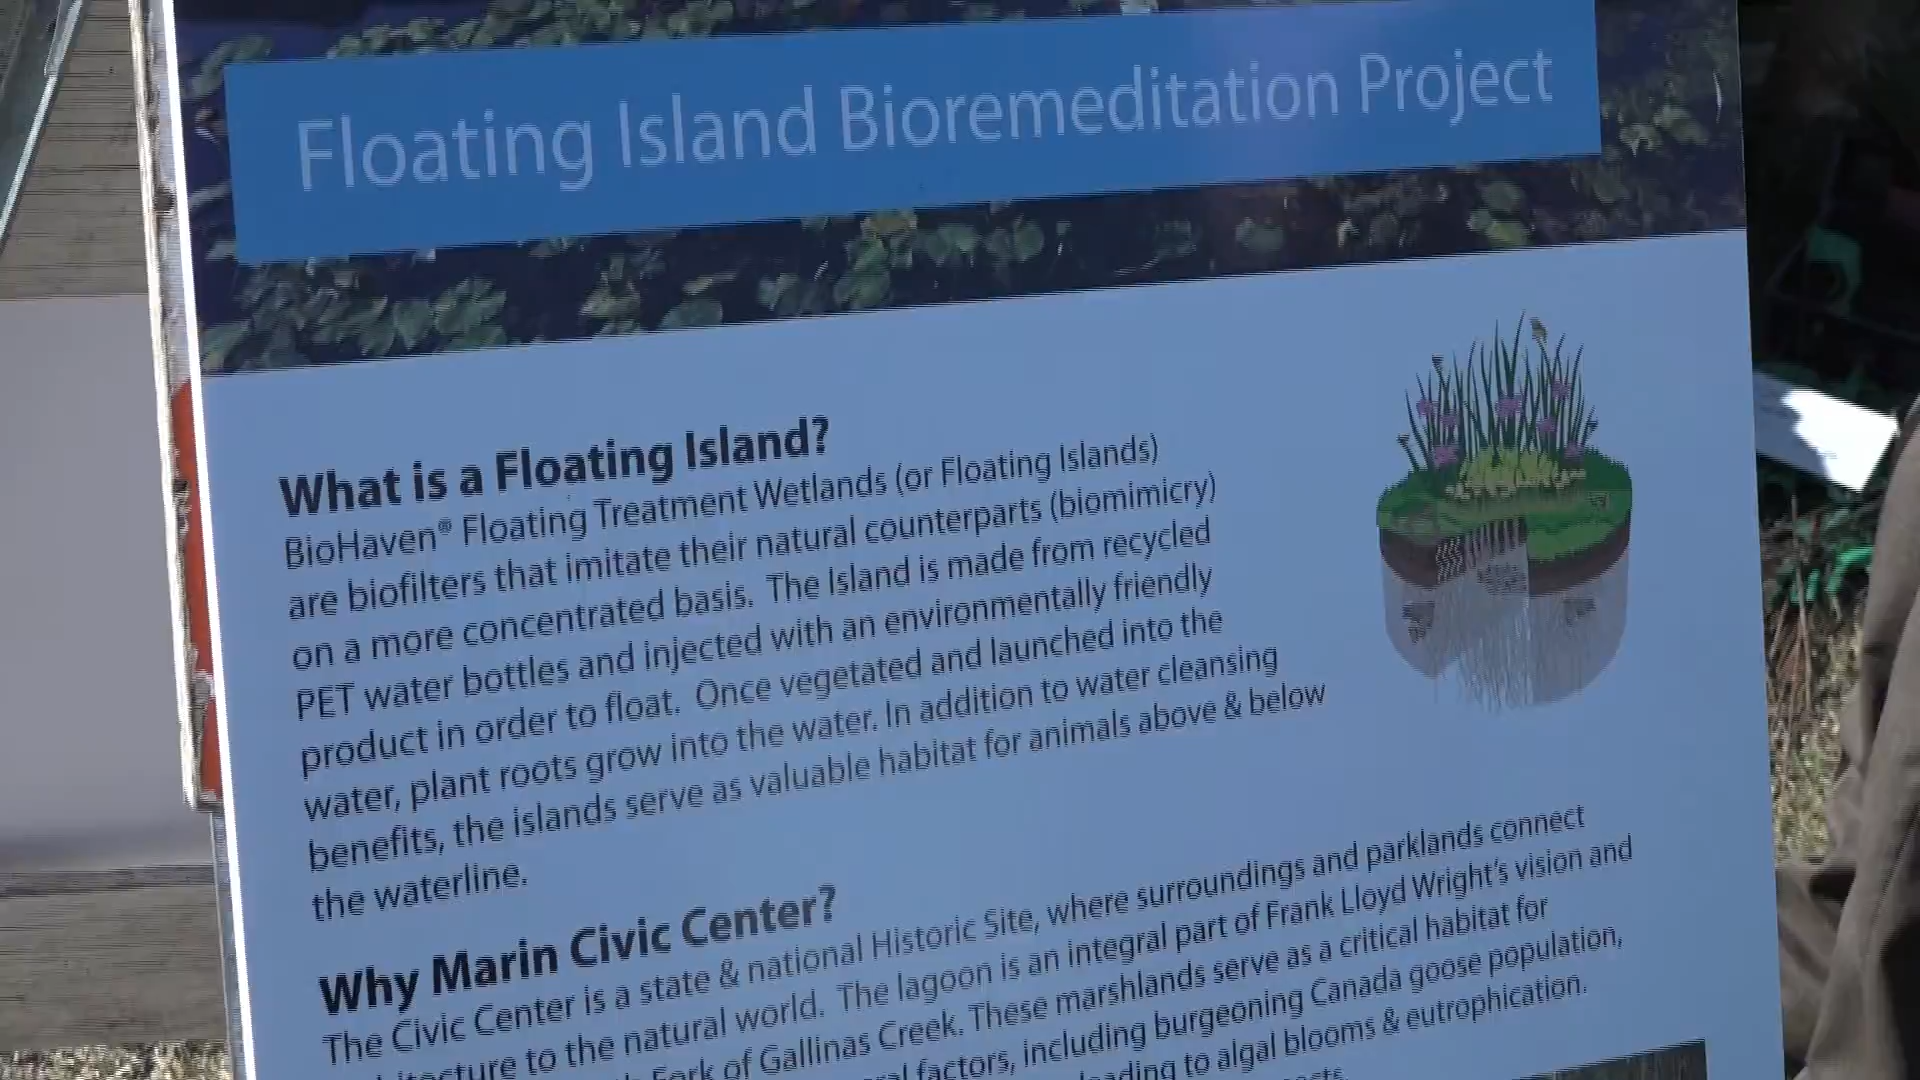 Floating Island Bioremeditation Project
What is a Floating Island?
BioHaven® Floating Treatment Wetlands (or Floating Islands)
are biofilters that imitate their natural counterparts (biomimicry)
on a more concentrated basis. The Island is made from recycled
PET water bottles and injected with an environmentally friendly
product in order to float. Once vegetated and launched into the
water, plant roots grow into the water. In addition to water cleansing
benefits, the islands serve as valuable habitat for animals above & below
the waterline.
Why Marin Civic Center?
The Civic Center is a state & national Historic Site, where surroundings and parklands connect
to the natural world. The lagoon is an integral part of Frank Lloyd Wright's vision and
Fork of Gallinas Creek. These marshlands serve as a critical habitat for
factors, including burgeoning Canada goose population,
to algal blooms & eutrophication.